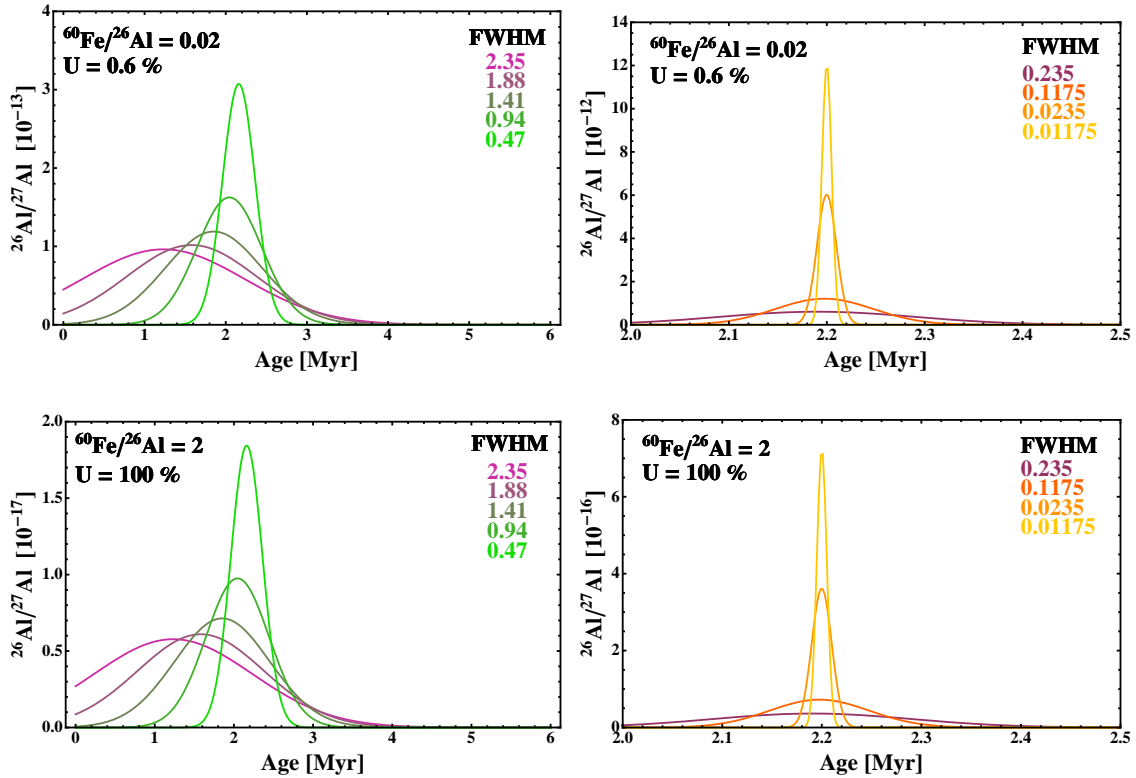 ⁶⁰Fe/²⁶Al = 0.02
U = 0.6 %
FWHM
2.35
1.88
1.41
0.94
0.47
4
3
2
1
0
²⁶Al/²⁷Al [10⁻¹³]
0 1 2 3 4 5 6
Age [Myr]
⁶⁰Fe/²⁶Al = 0.02
U = 0.6 %
FWHM
0.235
0.1175
0.0235
0.01175
14
12
10
8
6
4
2
0
²⁶Al/²⁷Al [10⁻¹²]
2.0 2.1 2.2 2.3 2.4 2.5
Age [Myr]
⁶⁰Fe/²⁶Al = 2
U = 100 %
FWHM
2.35
1.88
1.41
0.94
0.47
2.0
1.5
1.0
0.5
0.0
²⁶Al/²⁷Al [10⁻¹⁷]
0 1 2 3 4 5 6
Age [Myr]
⁶⁰Fe/²⁶Al = 2
U = 100 %
FWHM
0.235
0.1175
0.0235
0.01175
8
6
4
2
0
²⁶Al/²⁷Al [10⁻¹⁶]
2.0 2.1 2.2 2.3 2.4 2.5
Age [Myr]